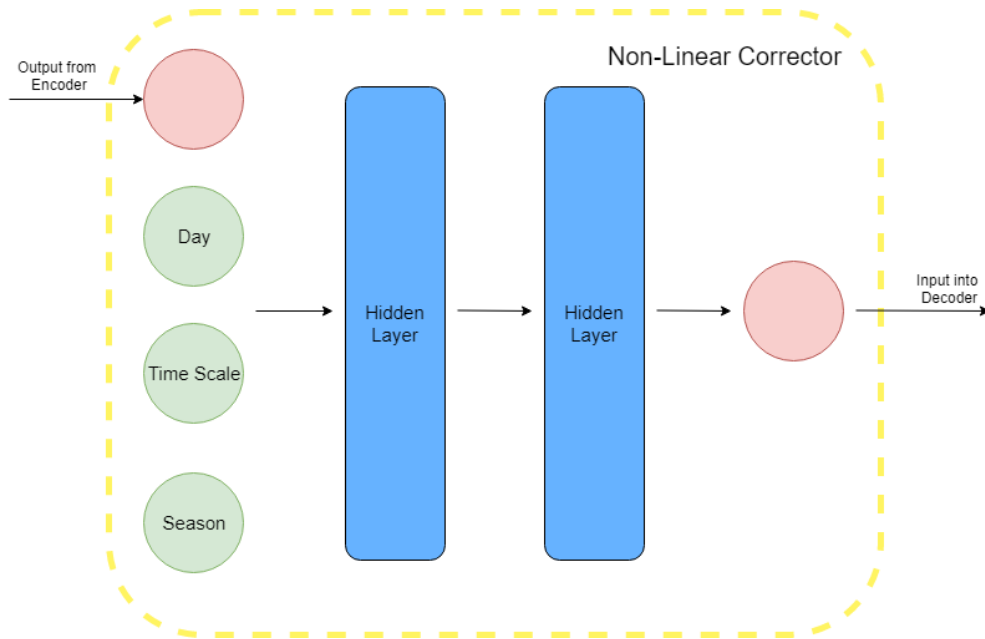 Non-Linear Corrector
Output from
Encoder
Day
Time Scale
Season
Hidden
Layer
Hidden
Layer
Input into
Decoder